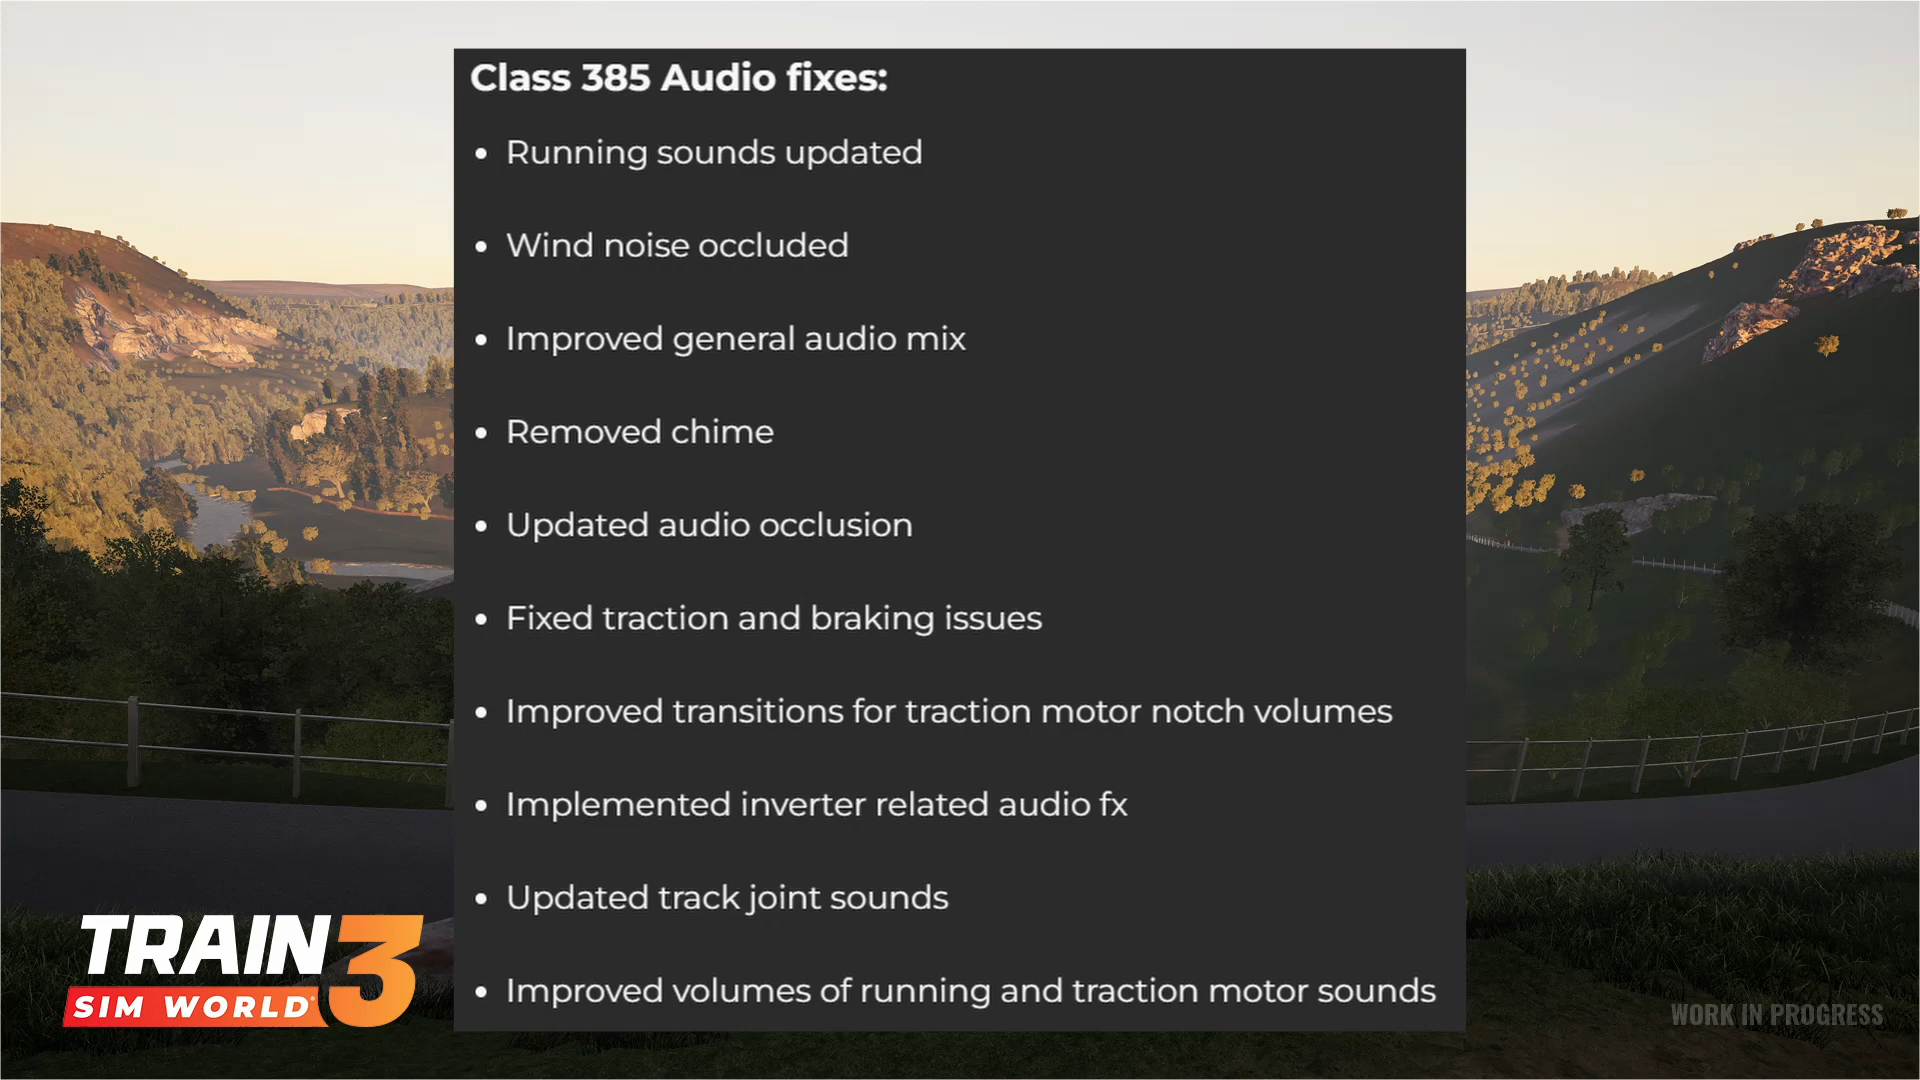 Class 385 Audio fixes:
• Running sounds updated
• Wind noise occluded
• Improved general audio mix
• Removed chime
• Updated audio occlusion
• Fixed traction and braking issues
• Improved transitions for traction motor notch volumes
• Implemented inverter related audio fx
• Updated track joint sounds
• Improved volumes of running and traction motor sounds
TRAIN 3
SIM WORLD
WORK IN PROGRESS